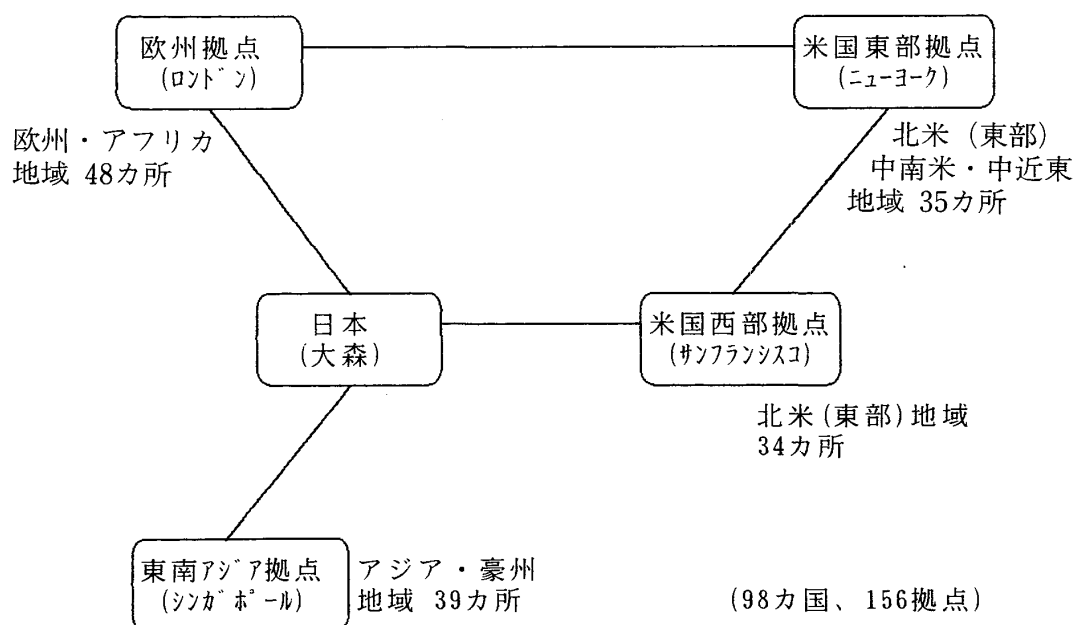 欧州拠点
(ロンドン)
米国東部拠点
(ニューヨーク)
欧州・アフリカ
地域 48カ所
北米 (東部)
中南米・中近東
地域 35カ所
日本
(大森)
米国西部拠点
(サンフランシスコ)
北米(東部)地域
34カ所
東南アジア拠点
(シンガポール)
アジア・豪州
地域 39カ所
(98カ国、156拠点)